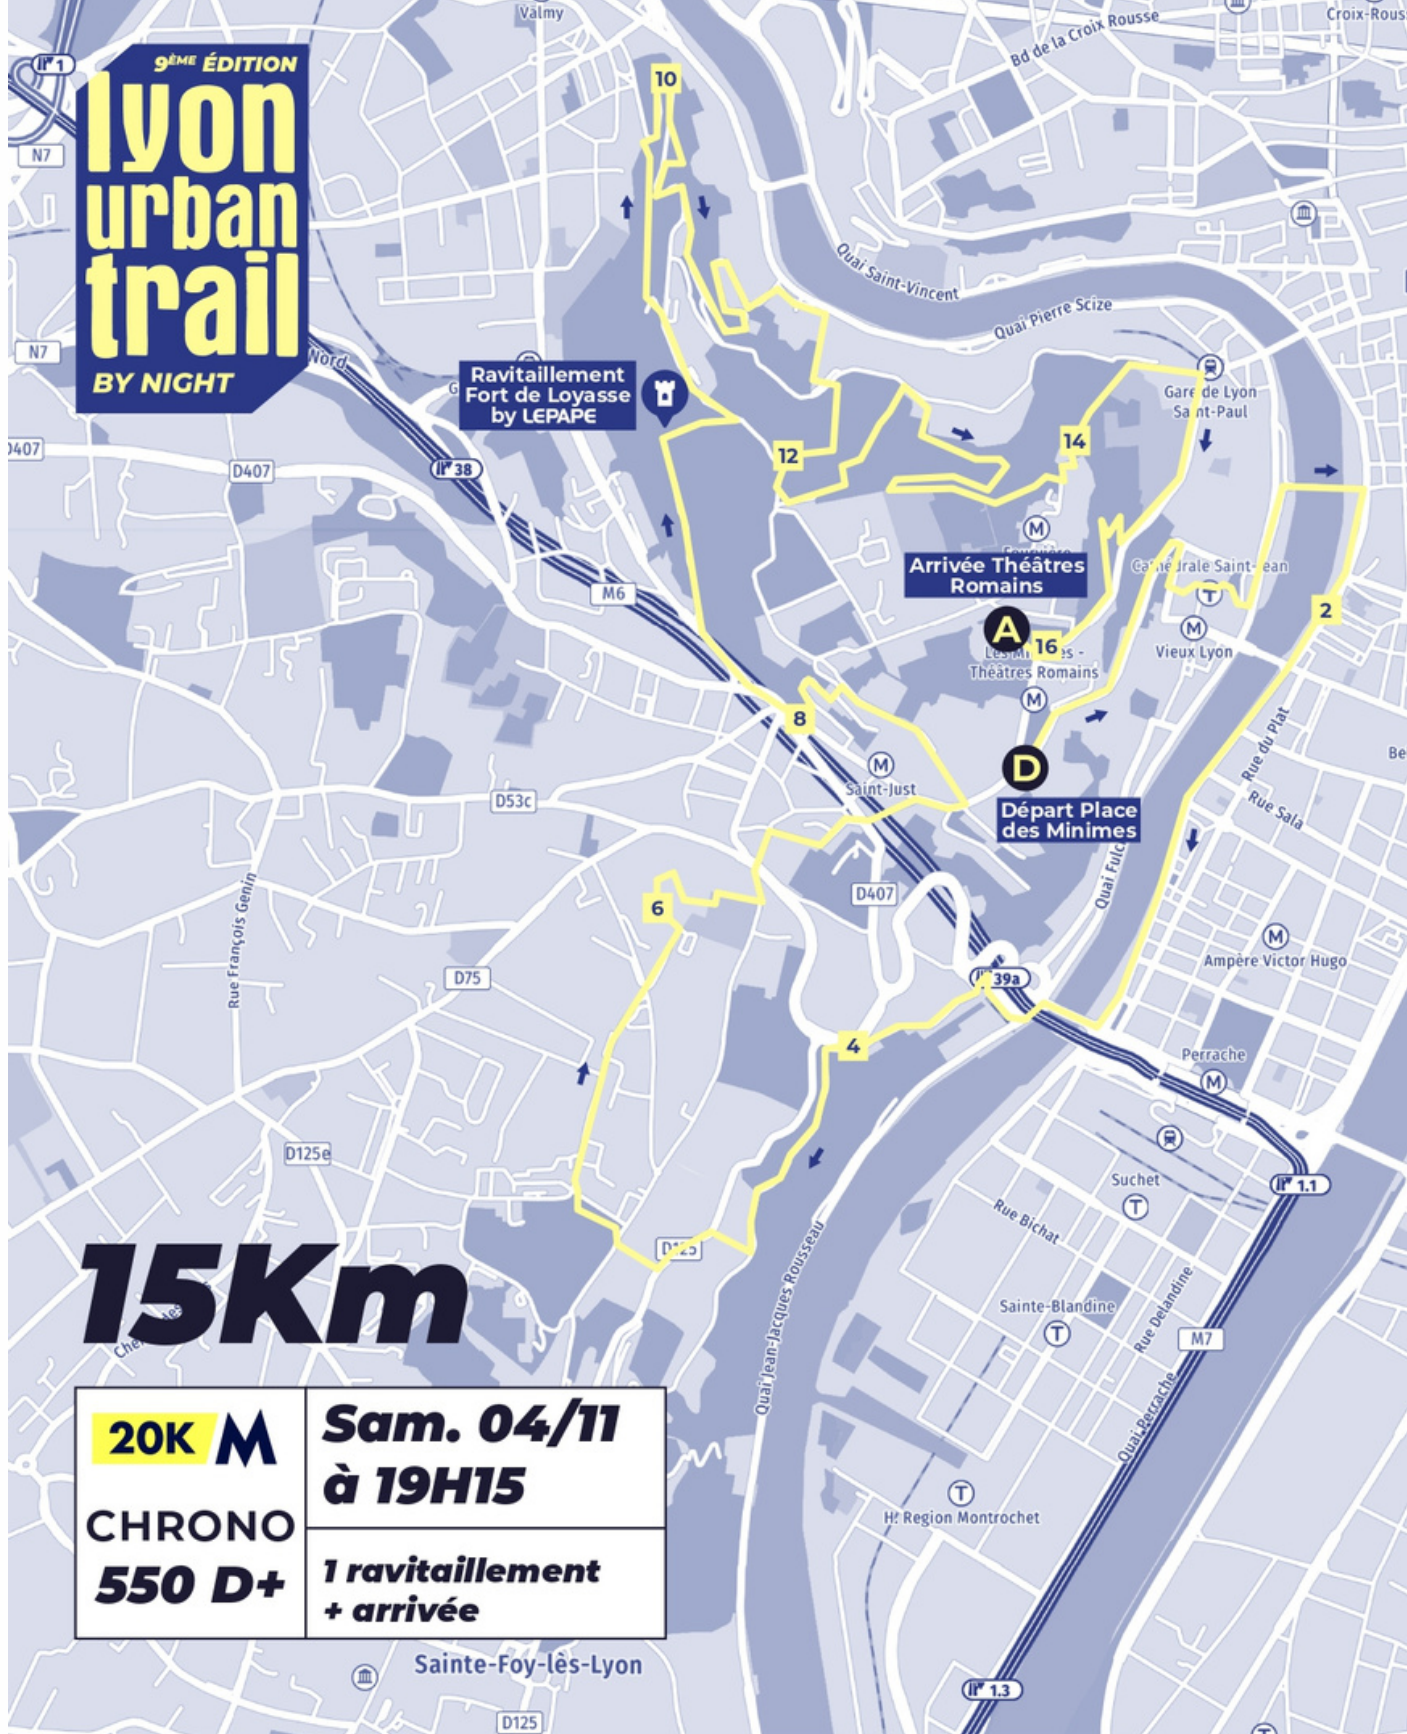 Valmy
Bd de la Croix Rousse
1
N7
9ÈME ÉDITION
lyon
urban
trail
BY NIGHT
10
Quai Saint-Vincent
Quai Pierre Scize
N7
Nord
Ravitaillement
Fort de Loyasse
by LEPAPE
Gare de Lyon
Saint-Paul
D407
38
12
14
M
Arrivée Théâtres
Romains
Cathédrale Saint-Jean
T
M6
2
A
16
M
Vieux Lyon
Théâtres Romains
M
8
D
M
Saint-Just
Rue du Plat
Rue Sala
D53c
Départ Place
des Minimes
D407
6
Rue François Genin
M
Ampère Victor Hugo
D75
39a
4
Perrache
M
D125e
Suchet
T
1.1
Rue Bichat
D125
Quai Jean-Jacques Rousseau
Sainte-Blandine
T
Rue Delandine
M7
Quai Perrache
15Km
20K M
CHRONO
550 D+
Sam. 04/11
à 19H15
1 ravitaillement
+ arrivée
T
H. Region Montrochet
Sainte-Foy-lès-Lyon
1.3
D125